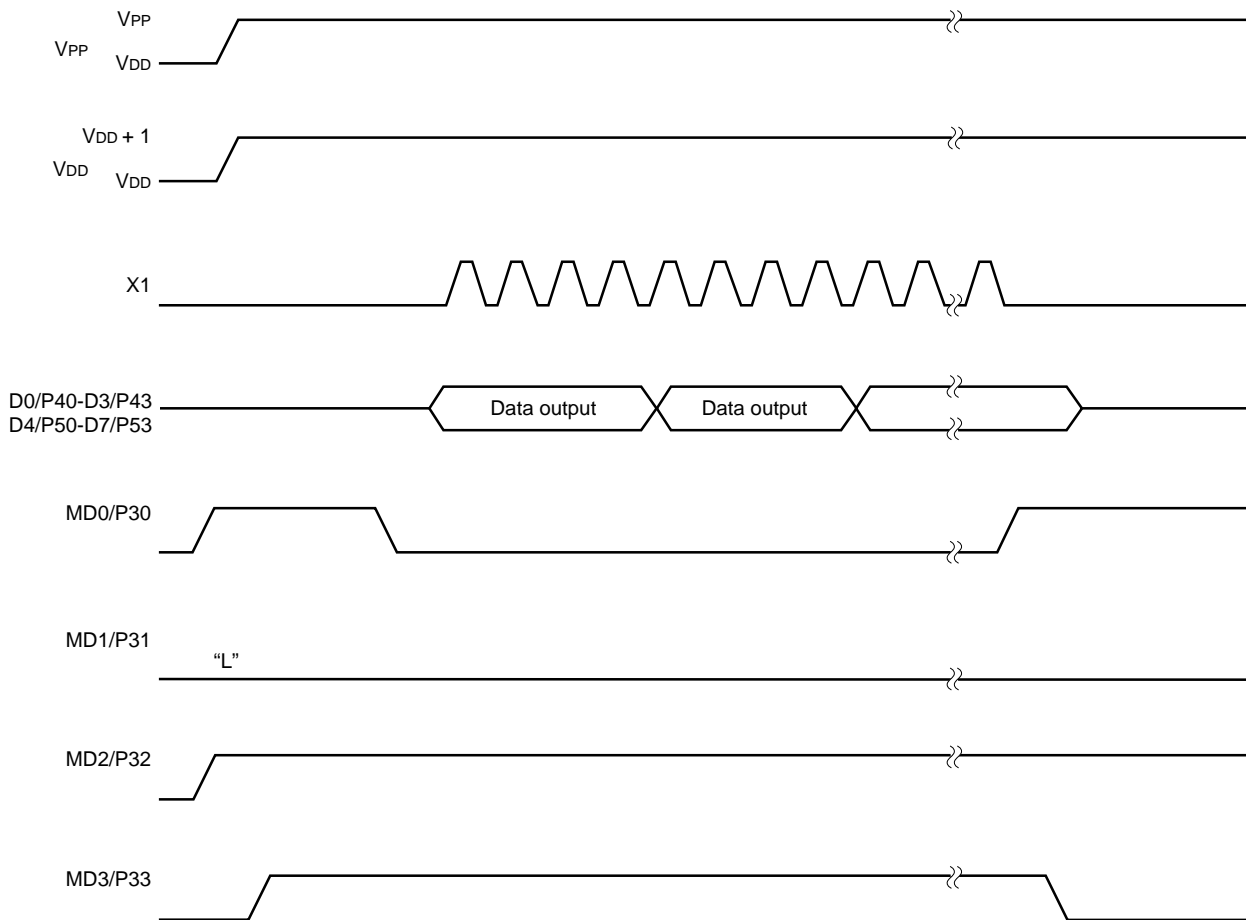 VPP
VPP
VDD
VDD + 1
VDD
VDD
X1
D0/P40-D3/P43
D4/P50-D7/P53
Data output
Data output
MD0/P30
MD1/P31
“L”
MD2/P32
MD3/P33